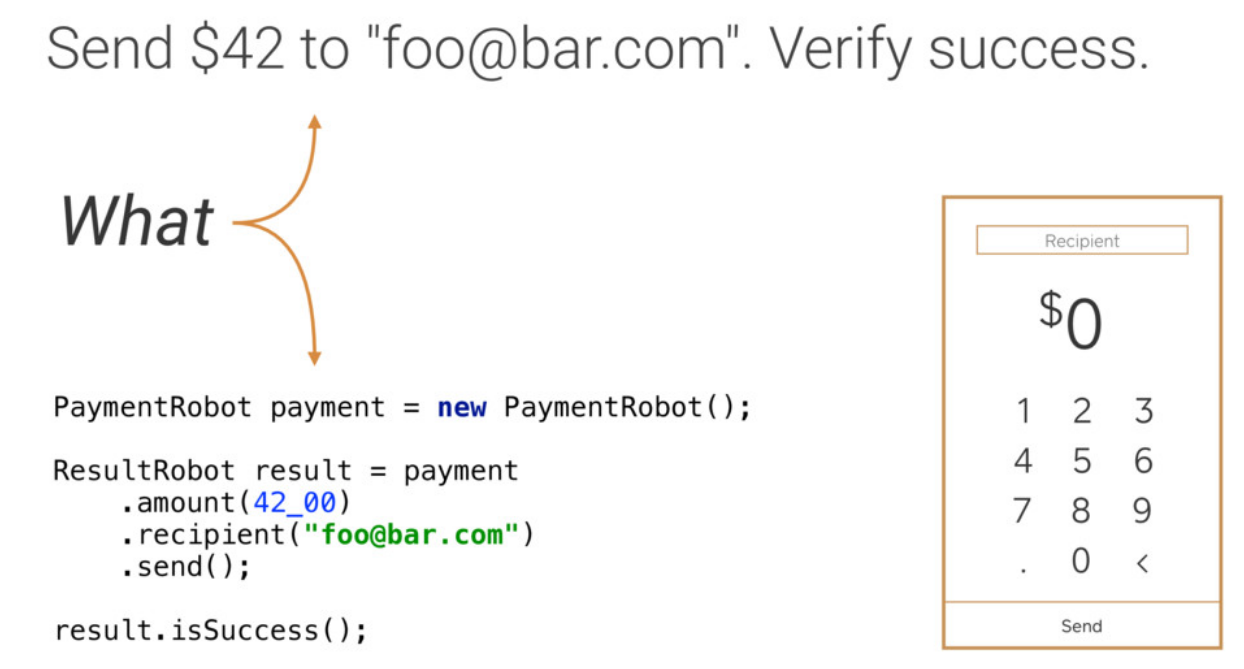 Send $42 to "foo@bar.com". Verify success.
What
PaymentRobot payment = new PaymentRobot();
ResultRobot result = payment
    .amount(42_00)
    .recipient("foo@bar.com")
    .send();
result.isSuccess();
Recipient
$0
1 2 3
4 5 6
7 8 9
. 0 <
Send